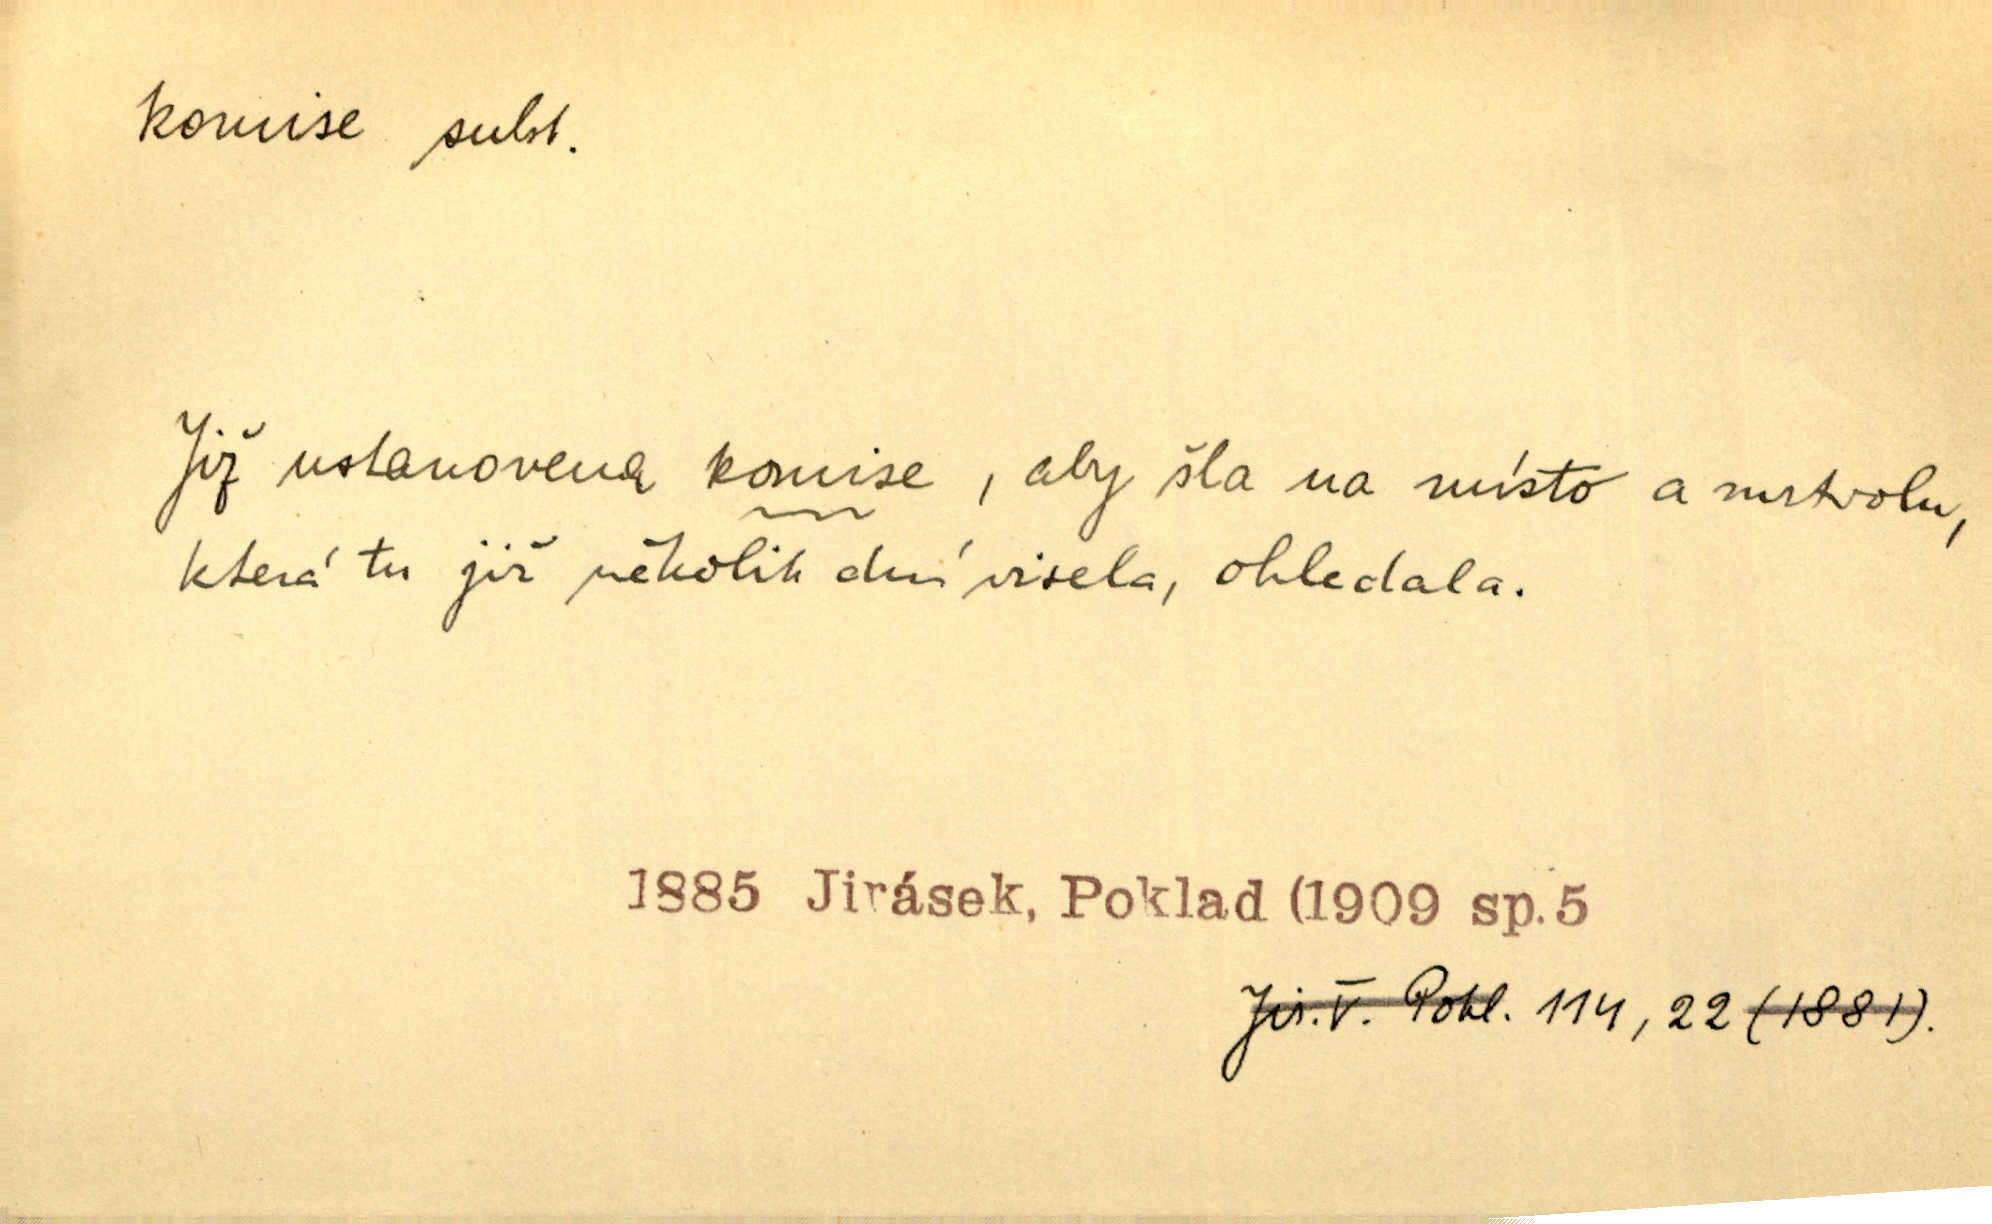 komise subst.
Již ustanovena komise, aby šla na místo a mrtvolu,
která tu již několik dní visela, ohledala.
1885 Jirásek, Poklad (1909 sp.5
Jir. V. Pokl. 114, 22 (1881).